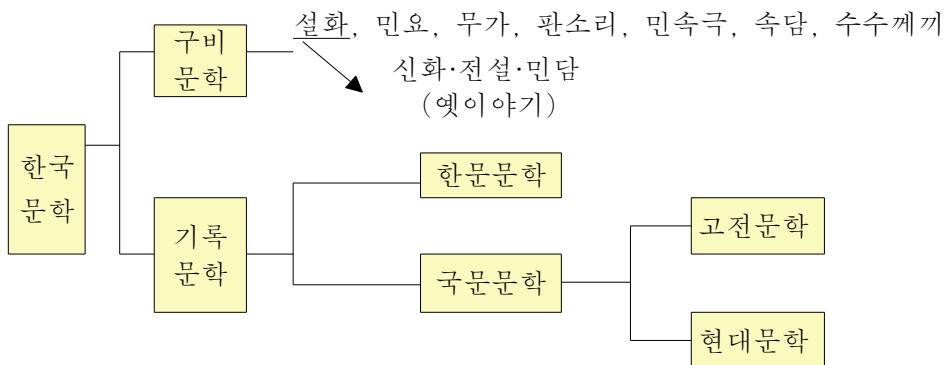 구비
문학
설화, 민요, 무가, 판소리, 민속극, 속담, 수수께끼
신화·전설·민담
(옛이야기)
한국
문학
기록
문학
한문문학
국문문학
고전문학
현대문학